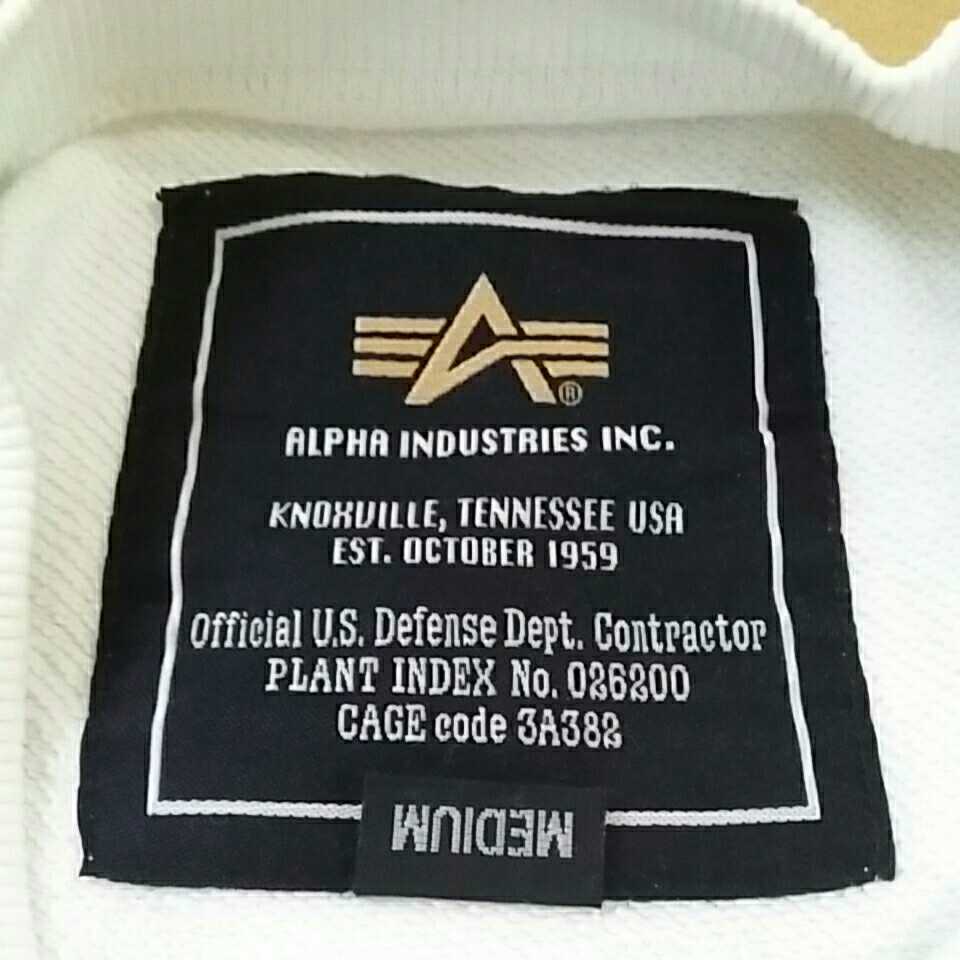 ®
ALPHA INDUSTRIES INC.
KNOXVILLE, TENNESSEE USA
EST. OCTOBER 1959
Official U.S. Defense Dept. Contractor
PLANT INDEX No. 026200
CAGE code 3A382
MEDIUM